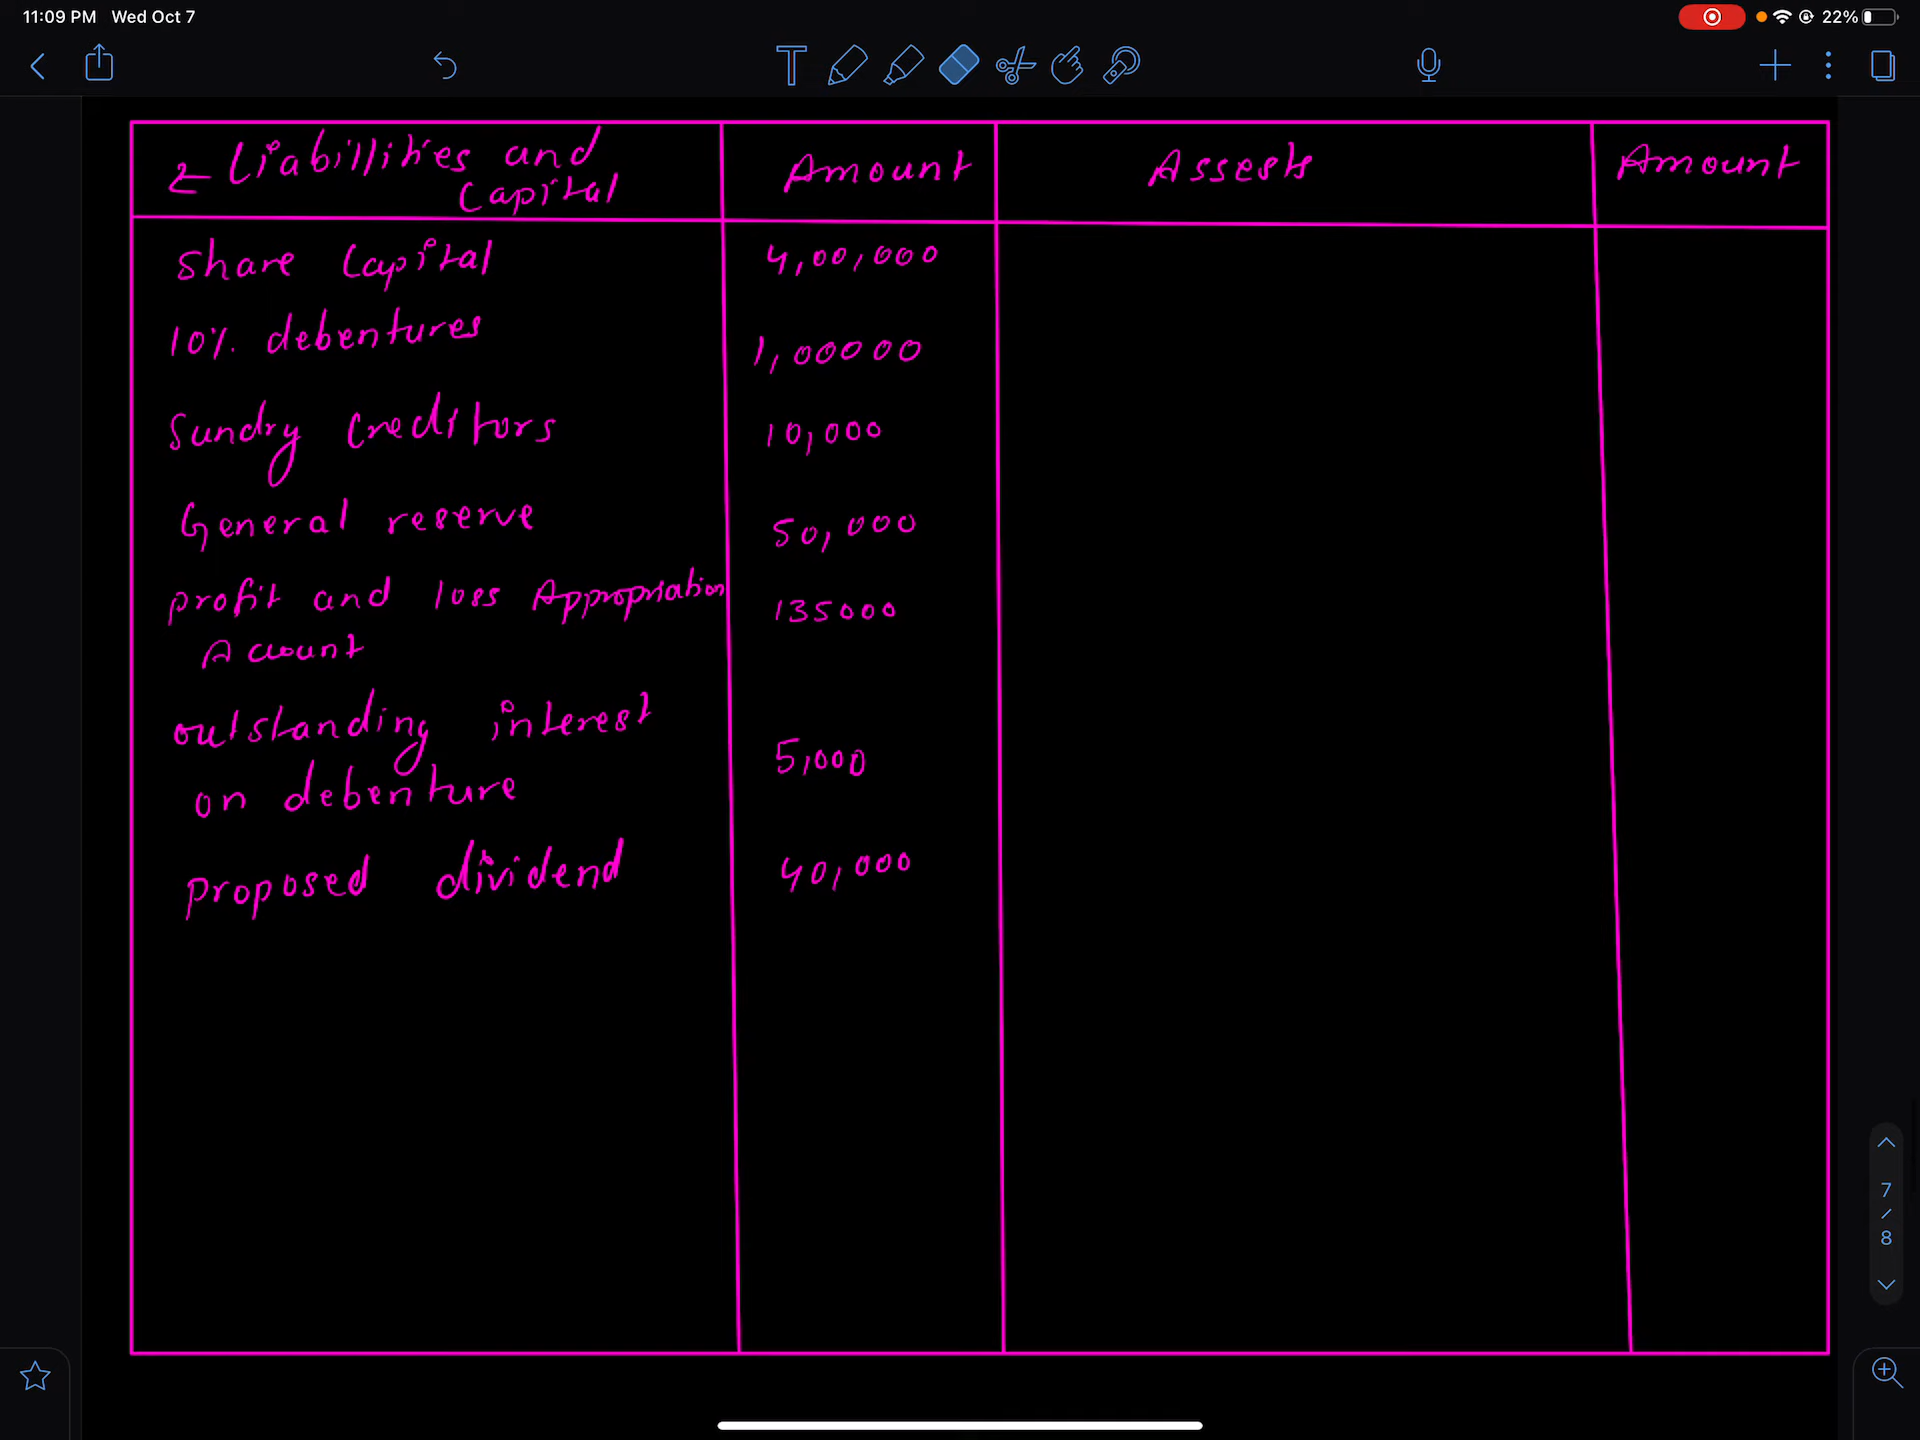 11:09 PM Wed Oct 7
22%
Liabillities and
Capital
Amount
Assests
Amount
Share Capital
4,00,000
10% debentures
1,00000
Sundry Creditors
10,000
General reserve
50,000
profit and loss Appropriation
Account
135000
outstanding interest
on debenture
5,000
proposed dividend
40,000
7
/
8